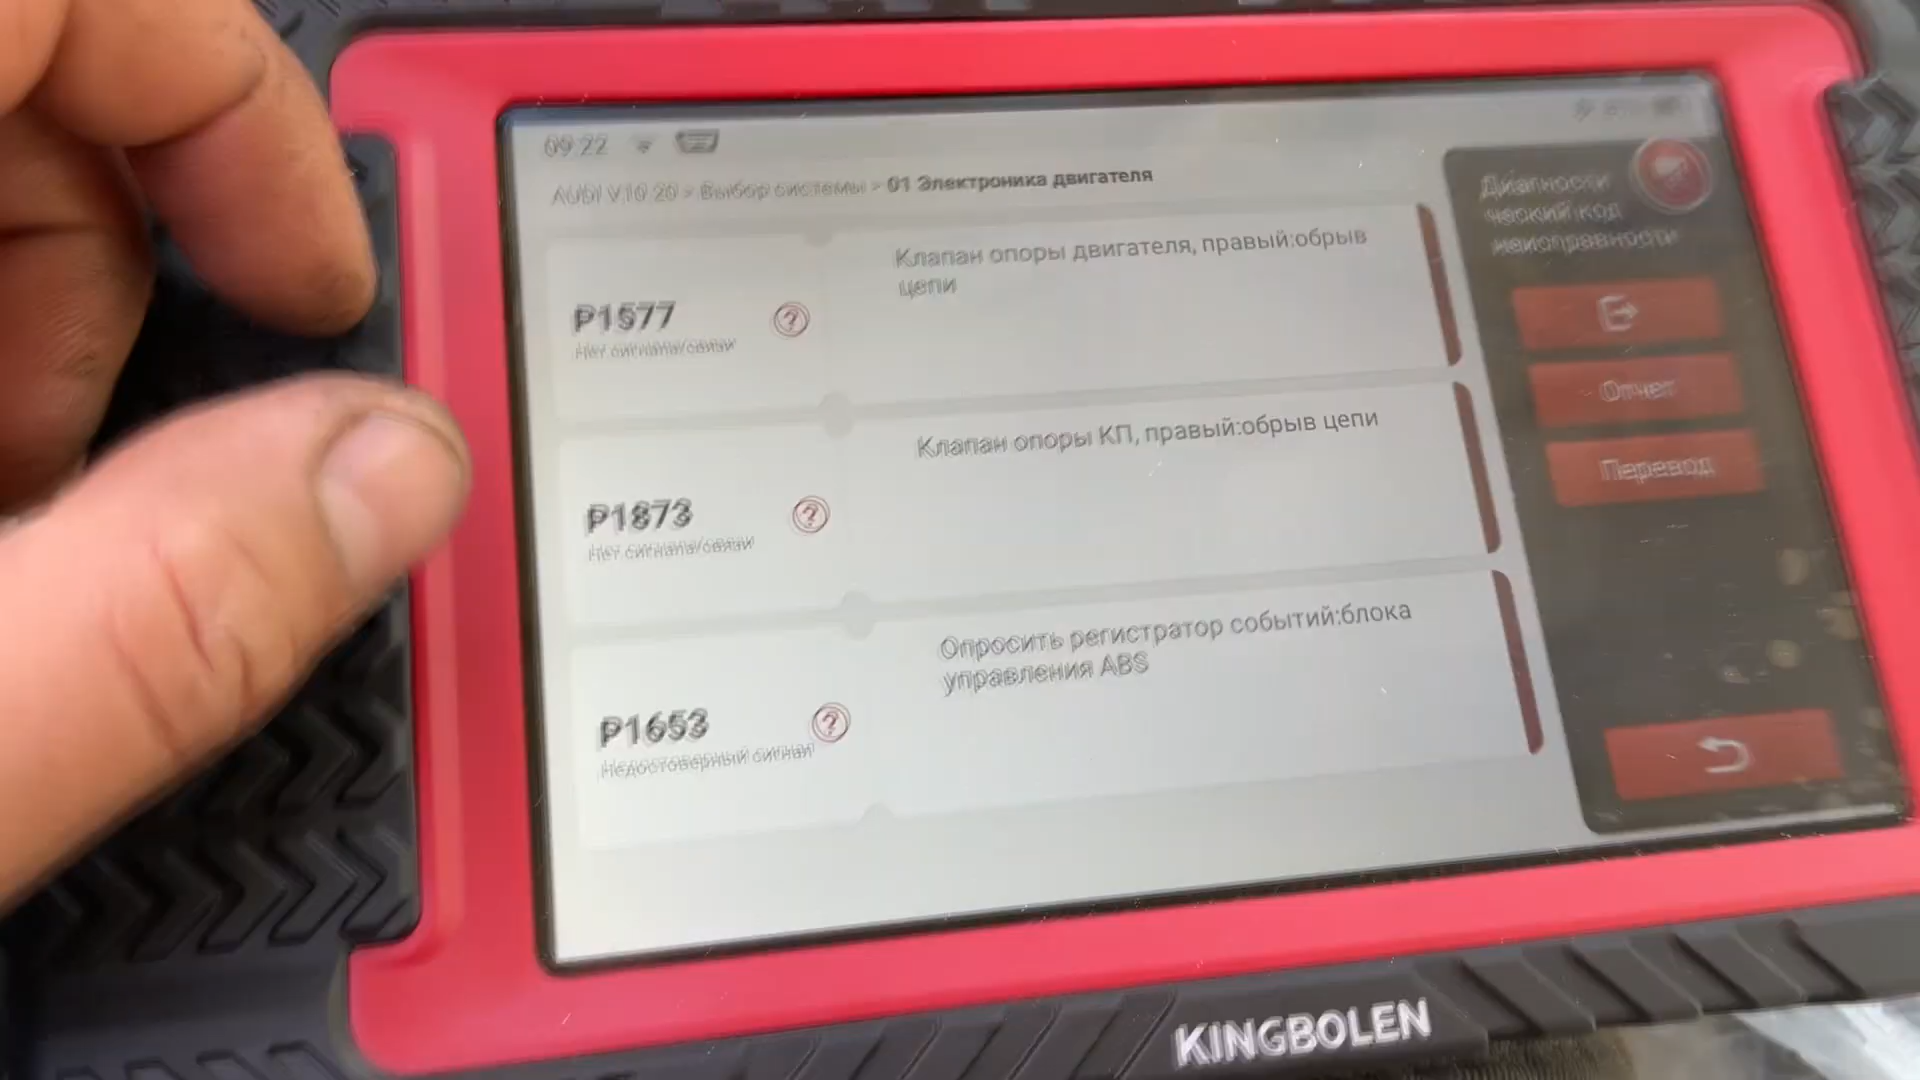 09:22
AUDI V10.20 > Выбор системы > 01 Электроника двигателя
Диагности
ческий код
неисправности
P1577
Нет сигнала/связи
Клапан опоры двигателя, правый:обрыв
цепи
P1873
Нет сигнала/связи
Клапан опоры КП, правый:обрыв цепи
P1653
Недостоверный сигнал
Опросить регистратор событий:блока
управления ABS
Отчет
Перевод
KINGBOLEN